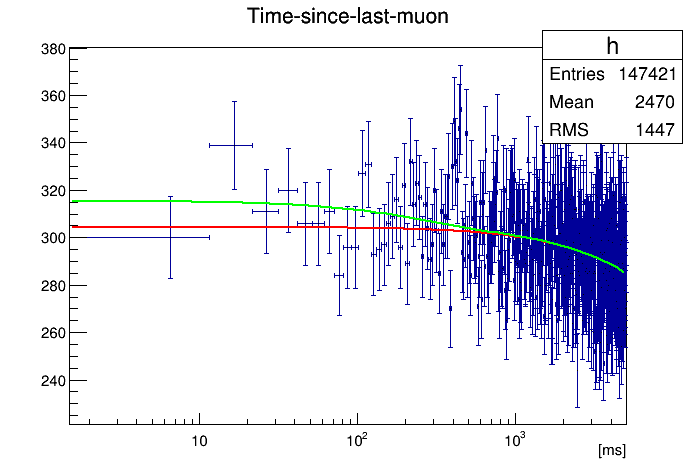 Time-since-last-muon
h
Entries 147421
Mean 2470
RMS 1447
380
360
340
320
300
280
260
240
10
10²
10³
[ms]